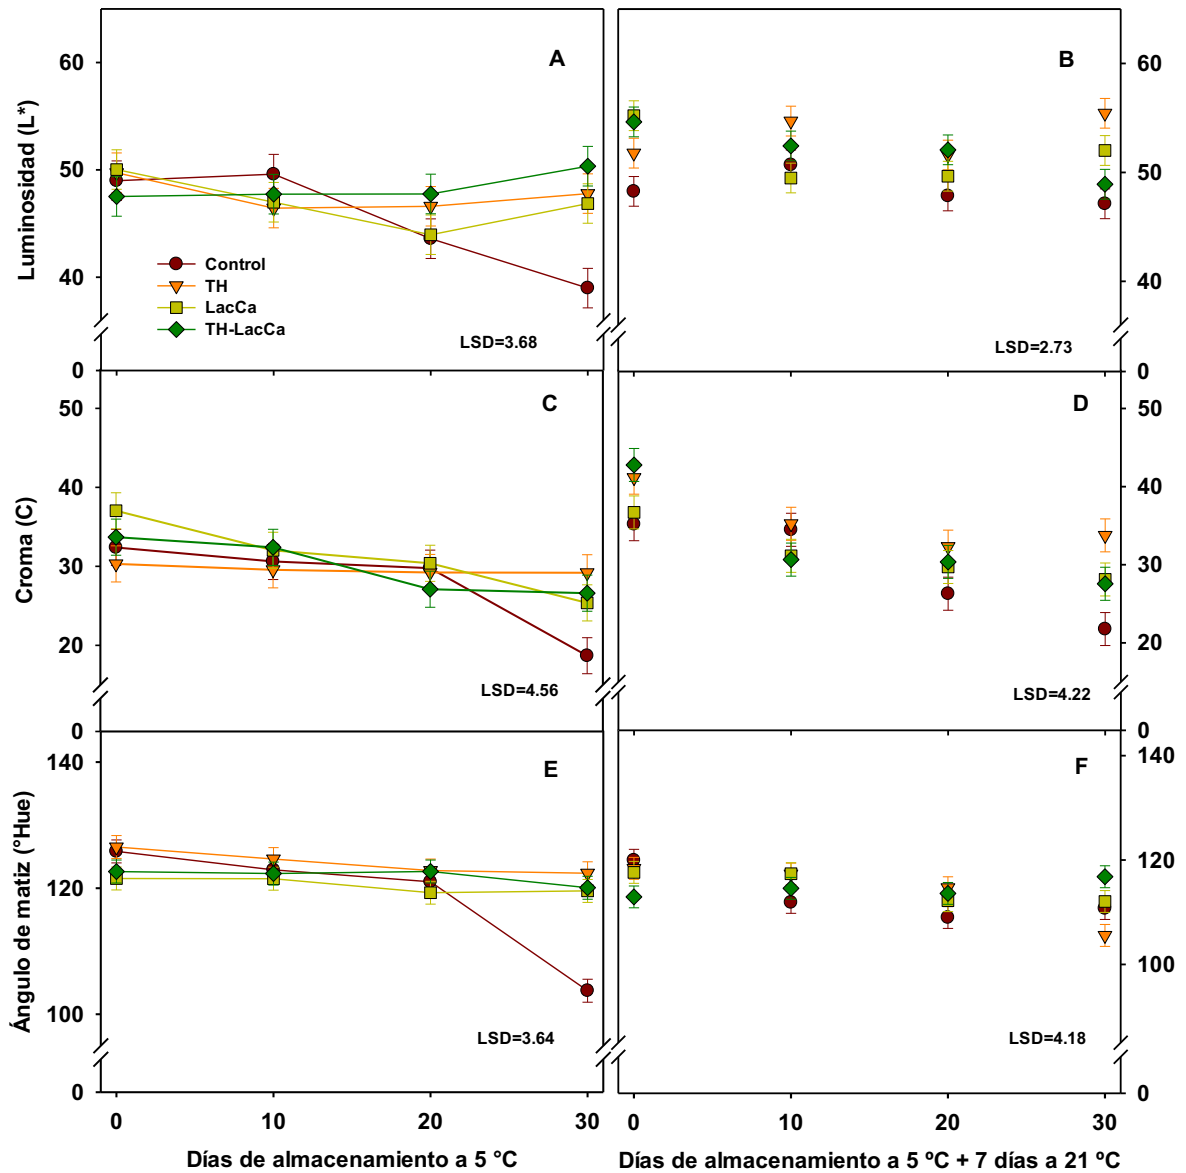 A
B
60
50
40
0
Luminosidad (L*)
Control
TH
LacCa
TH-LacCa
LSD=3.68
60
50
40
0
LSD=2.73
C
D
50
40
30
20
0
Croma (C)
LSD=4.56
50
40
30
20
0
LSD=4.22
E
F
140
120
100
0
Ángulo de matiz (°Hue)
LSD=3.64
140
120
100
0
LSD=4.18
0 10 20 30
0 10 20 30
Días de almacenamiento a 5 °C
Días de almacenamiento a 5 ºC + 7 días a 21 ºC